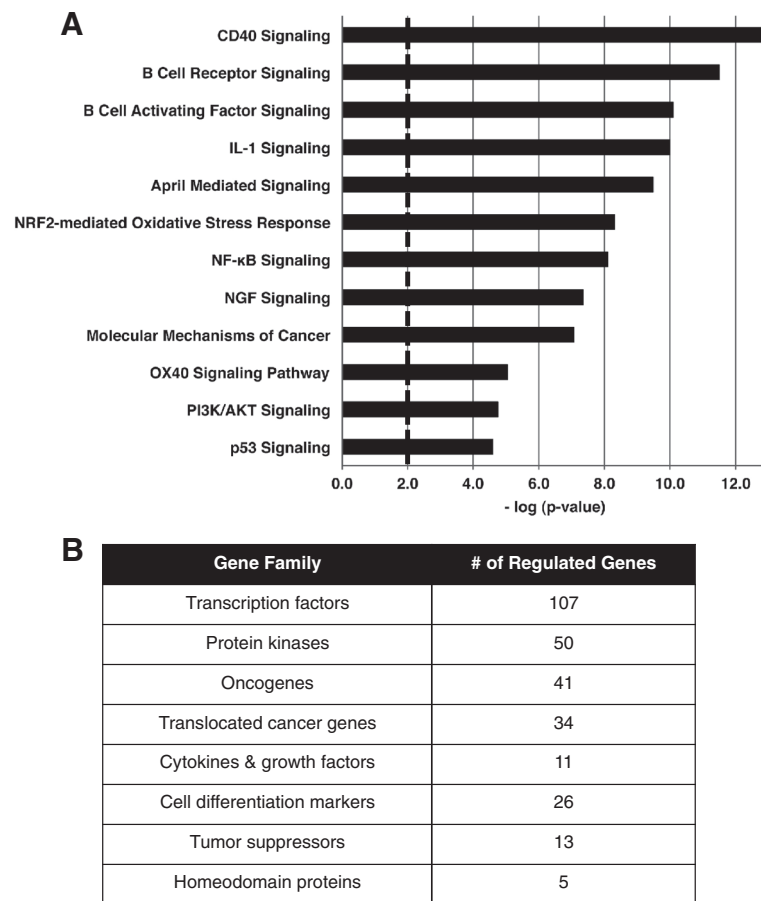 A
CD40 Signaling
B Cell Receptor Signaling
B Cell Activating Factor Signaling
IL-1 Signaling
April Mediated Signaling
NRF2-mediated Oxidative Stress Response
NF-κB Signaling
NGF Signaling
Molecular Mechanisms of Cancer
OX40 Signaling Pathway
PI3K/AKT Signaling
p53 Signaling
0.0 2.0 4.0 6.0 8.0 10.0 12.0
- log (p-value)
B
Gene Family # of Regulated Genes
Transcription factors 107
Protein kinases 50
Oncogenes 41
Translocated cancer genes 34
Cytokines & growth factors 11
Cell differentiation markers 26
Tumor suppressors 13
Homeodomain proteins 5